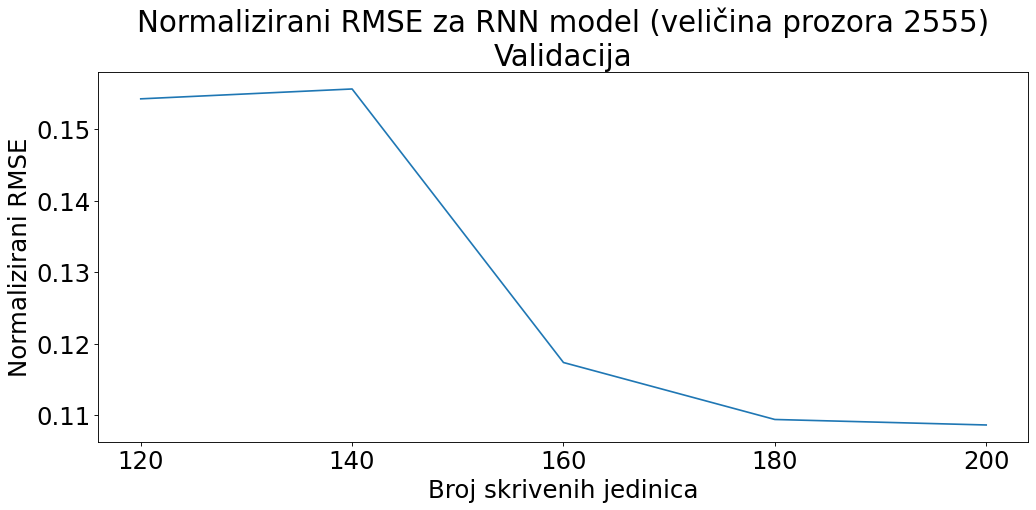 Normalizirani RMSE za RNN model (veličina prozora 2555)
Validacija
Normalizirani RMSE
0.15
0.14
0.13
0.12
0.11
120 140 160 180 200
Broj skrivenih jedinica